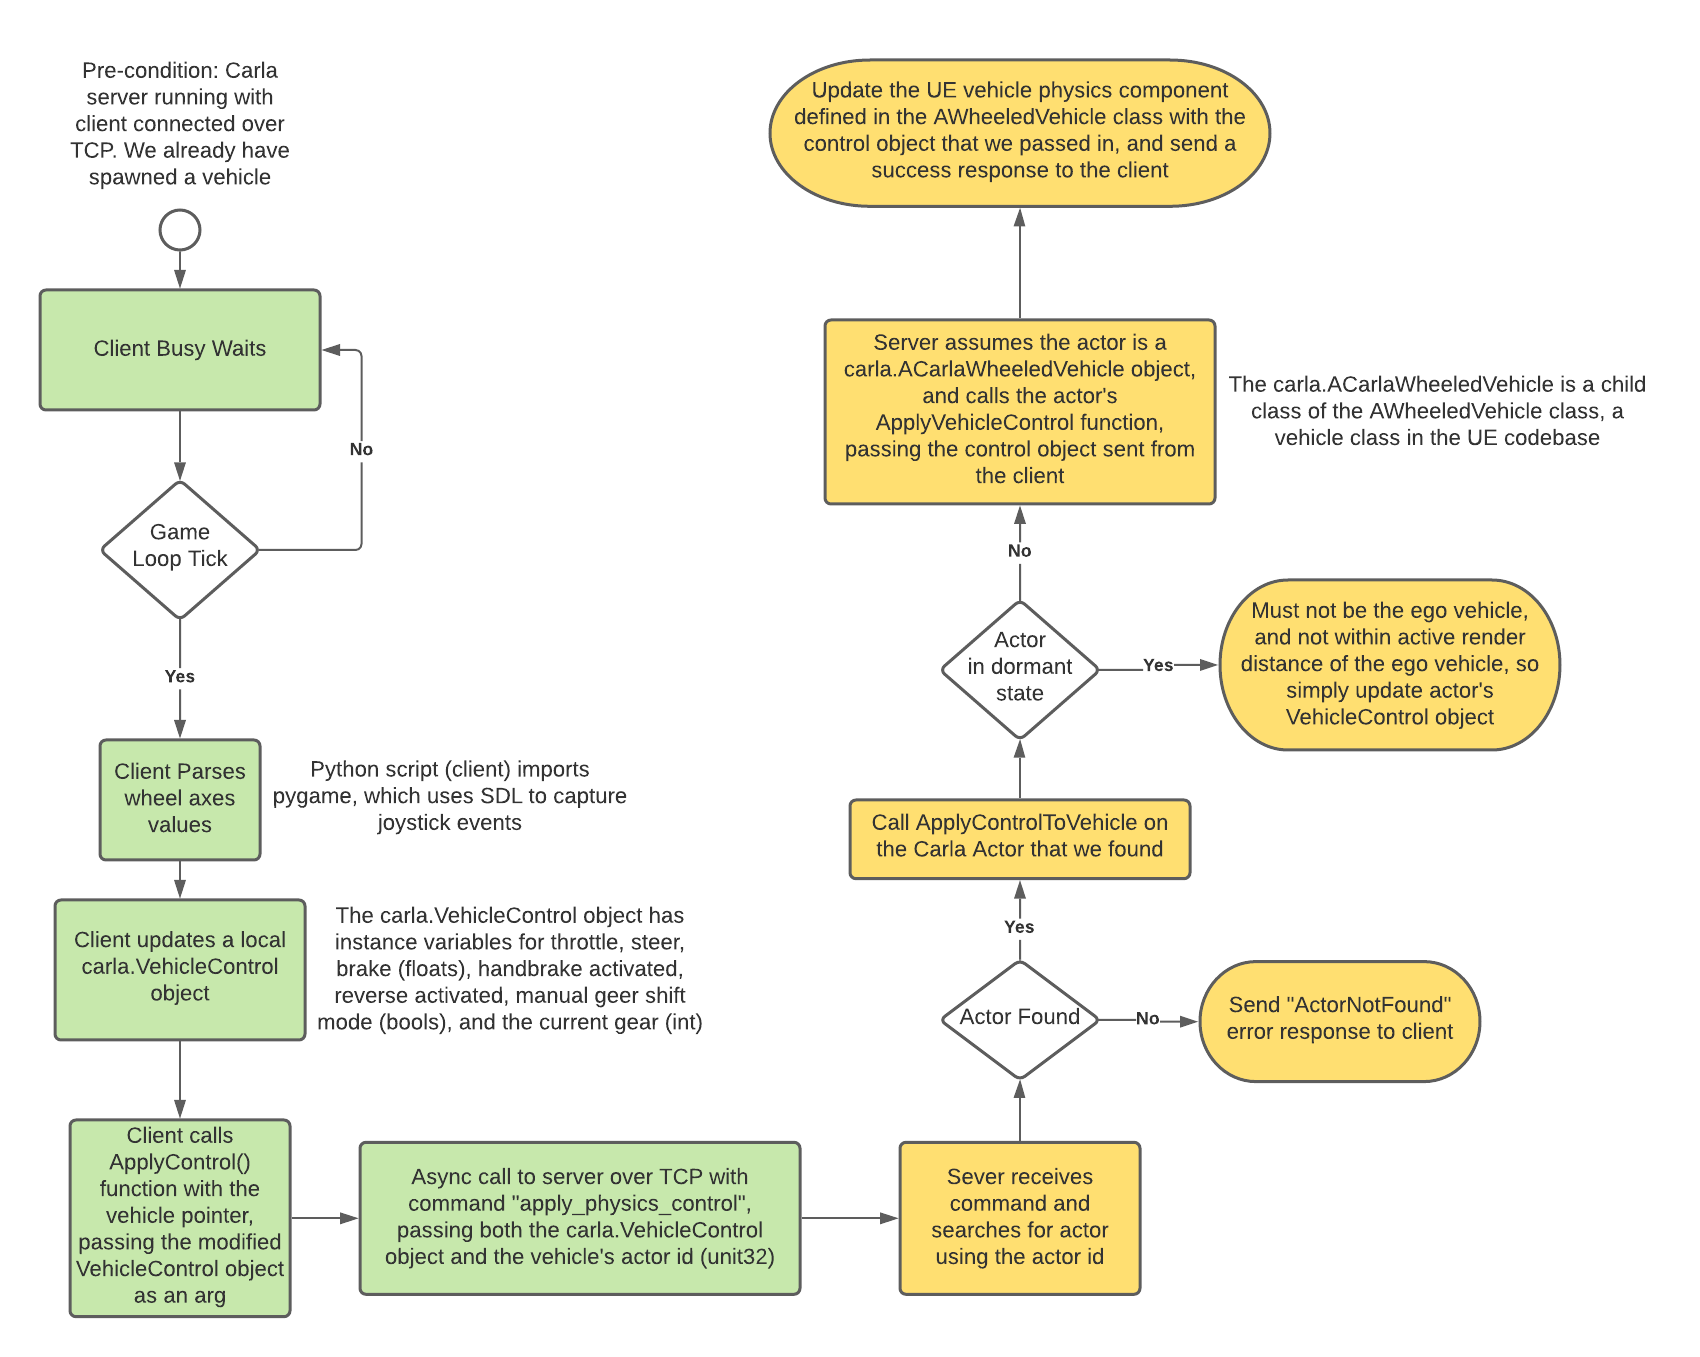 Pre-condition: Carla
server running with
client connected over
TCP. We already have
spawned a vehicle
Client Busy Waits
No
Game
Loop Tick
Yes
Client Parses
wheel axes
values
Python script (client) imports
pygame, which uses SDL to capture
joystick events
Client updates a local
carla.VehicleControl
object
The carla.VehicleControl object has
instance variables for throttle, steer,
brake (floats), handbrake activated,
reverse activated, manual geer shift
mode (bools), and the current gear (int)
Client calls
ApplyControl()
function with the
vehicle pointer,
passing the modified
VehicleControl object
as an arg
Async call to server over TCP with
command "apply_physics_control",
passing both the carla.VehicleControl
object and the vehicle's actor id (unit32)
Sever receives
command and
searches for actor
using the actor id
Actor Found
No
Send "ActorNotFound"
error response to client
Yes
Call ApplyControlToVehicle on
the Carla Actor that we found
Actor
in dormant
state
Yes
Must not be the ego vehicle,
and not within active render
distance of the ego vehicle, so
simply update actor's
VehicleControl object
No
Server assumes the actor is a
carla.ACarlaWheeledVehicle object,
and calls the actor's
ApplyVehicleControl function,
passing the control object sent from
the client
The carla.ACarlaWheeledVehicle is a child
class of the AWheeledVehicle class, a
vehicle class in the UE codebase
Update the UE vehicle physics component
defined in the AWheeledVehicle class with the
control object that we passed in, and send a
success response to the client